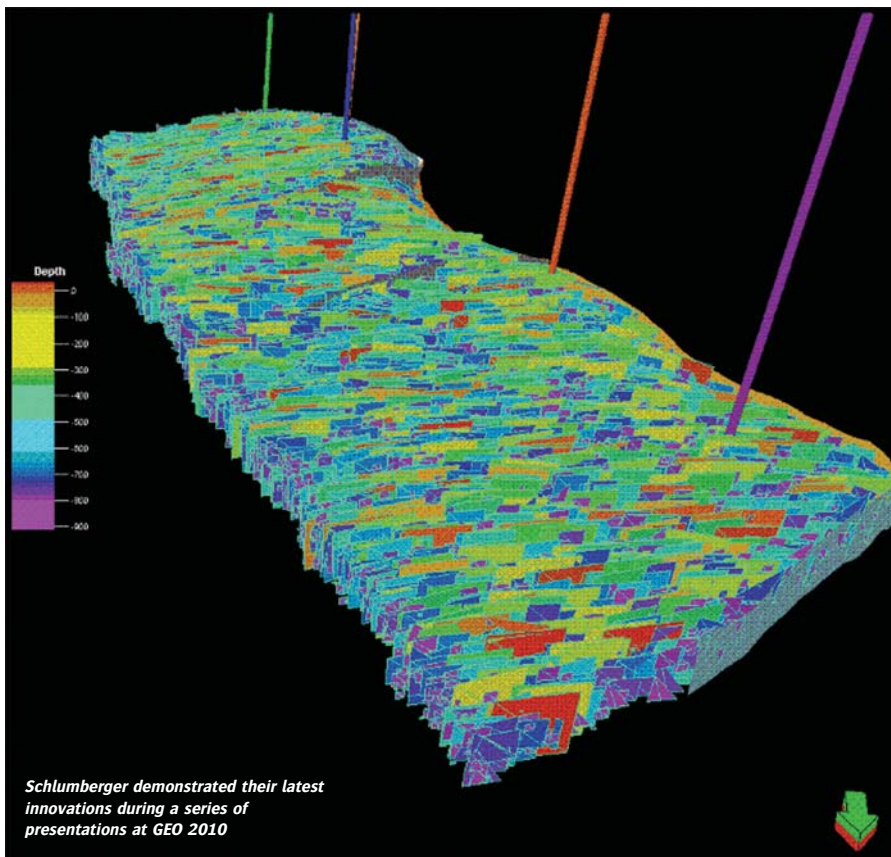 Depth
0
-100
-200
-300
-400
-500
-600
-700
-800
-900
Schlumberger demonstrated their latest
innovations during a series of
presentations at GEO 2010